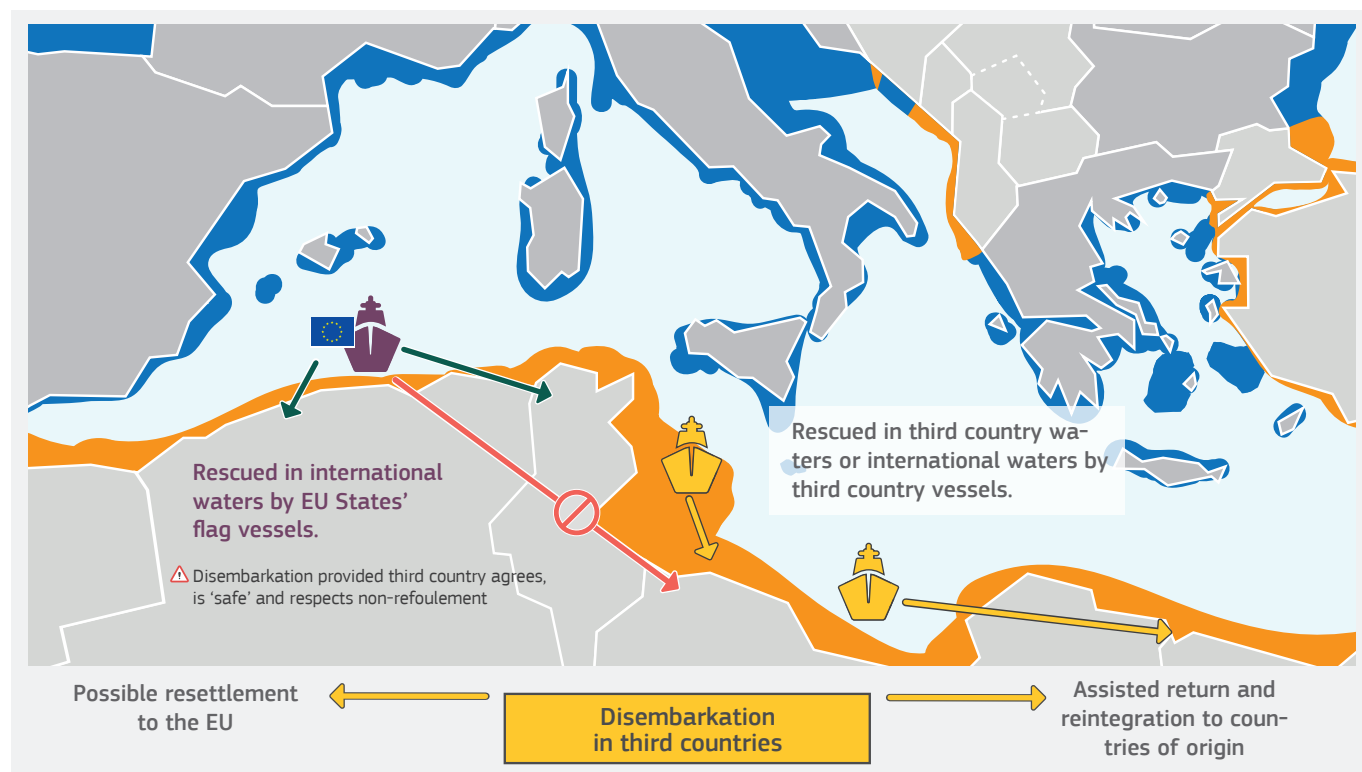 Rescued in third country wa-
ters or international waters by
third country vessels.
Rescued in international
waters by EU States’
flag vessels.
Disembarkation provided third country agrees,
is ‘safe’ and respects non-refoulement
Possible resettlement
to the EU
Disembarkation
in third countries
Assisted return and
reintegration to coun-
tries of origin